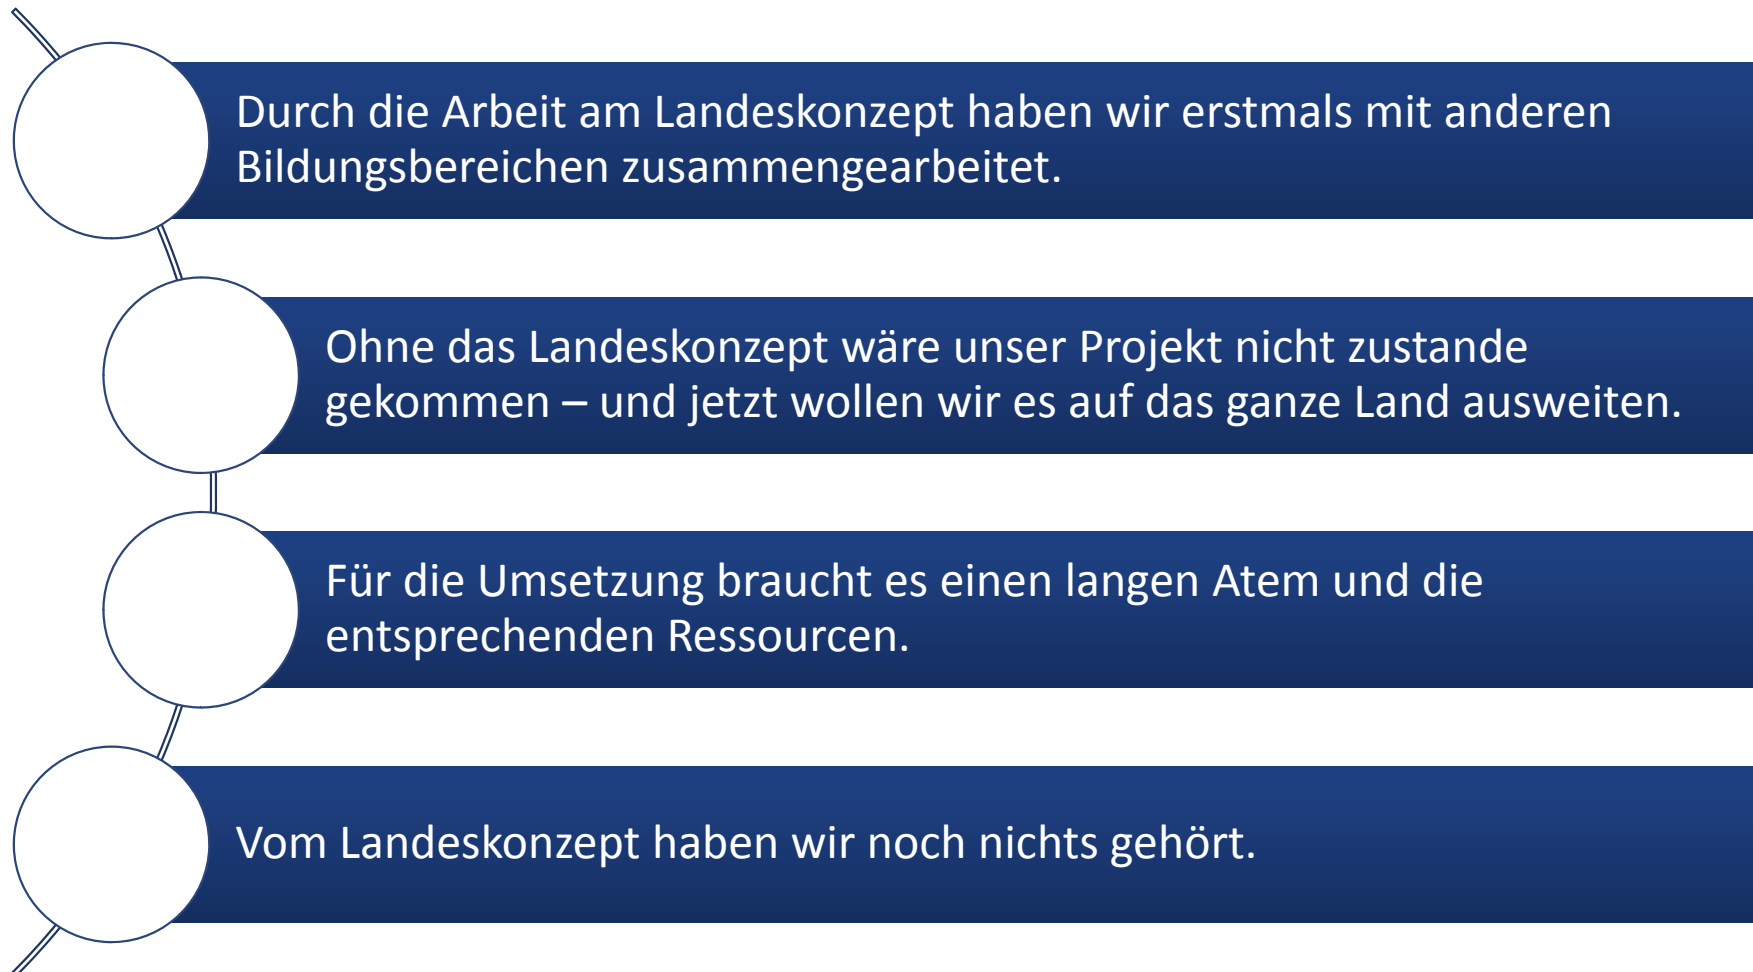 Durch die Arbeit am Landeskonzept haben wir erstmals mit anderen
Bildungsbereichen zusammengearbeitet.
Ohne das Landeskonzept wäre unser Projekt nicht zustande
gekommen – und jetzt wollen wir es auf das ganze Land ausweiten.
Für die Umsetzung braucht es einen langen Atem und die
entsprechenden Ressourcen.
Vom Landeskonzept haben wir noch nichts gehört.